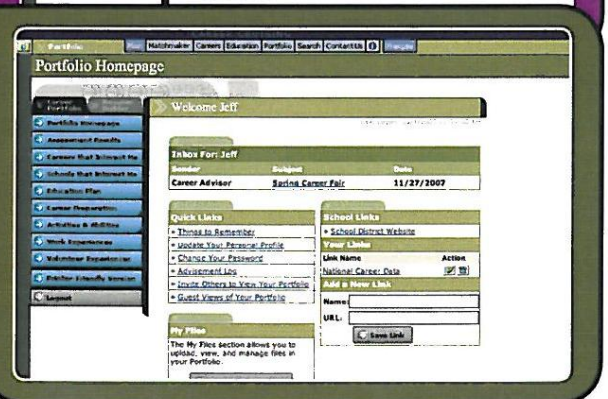 Portfolio
Plan Matchmaker Careers Education Portfolio Search Contact Us
Portfolio Homepage
Career Portfolio
Welcome Jeff
Portfolio Homepage
Assessment Results
Careers that Interest Me
Schools that Interest Me
Education Plan
Career Preparation
Activities & Abilities
Work Experiences
Volunteer Experiences
Printer Friendly Version
Logout
Inbox For: Jeff
Sender Subject Date
Career Advisor Spring Career Fair 11/27/2007
Quick Links
» Things to Remember
» Update Your Personal Profile
» Change Your Password
» Advisement Log
» Invite Others to View Your Portfolio
» Guest Views of Your Portfolio
My Files
The My Files section allows you to
upload, view, and manage files in
your Portfolio.
School Links
» School District Website
Your Links
Link Name Action
National Career Data
Add a New Link
Name:
URL:
Save Link